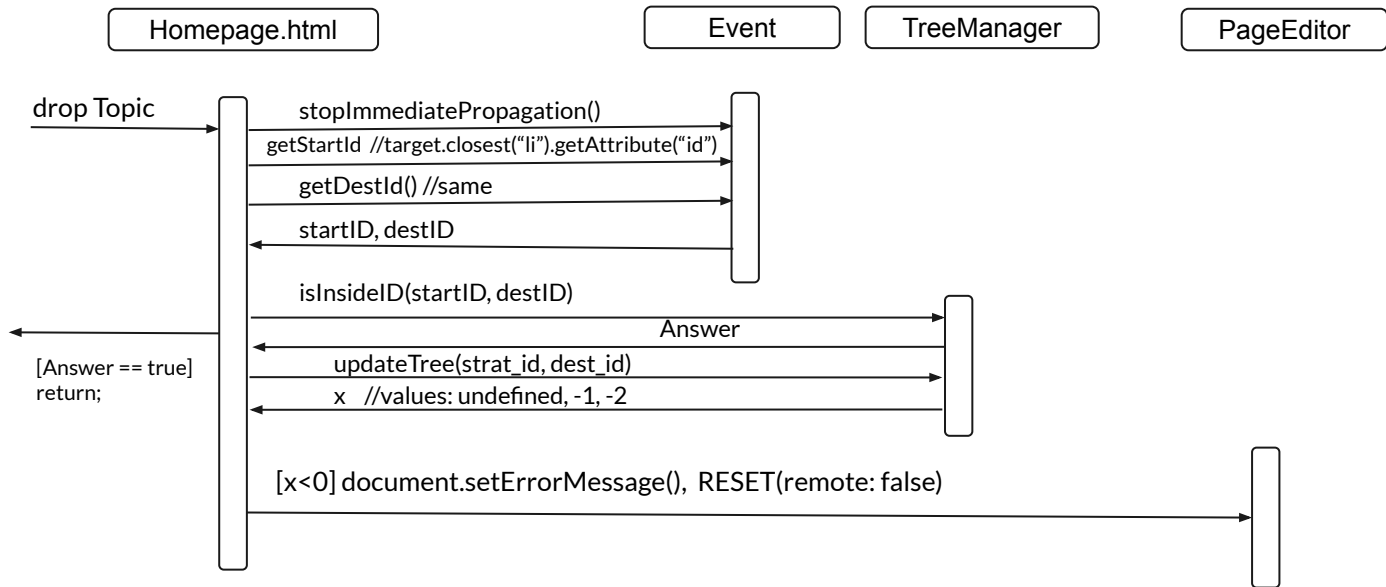 Homepage.html
Event
TreeManager
PageEditor
drop Topic
stopImmediatePropagation()
getStartId //target.closest(“li”).getAttribute(“id”)
getDestId() //same
startID, destID
isInsideID(startID, destID)
Answer
[Answer == true]
return;
updateTree(strat_id, dest_id)
x //values: undefined, -1, -2
[x<0] document.setErrorMessage(), RESET(remote: false)